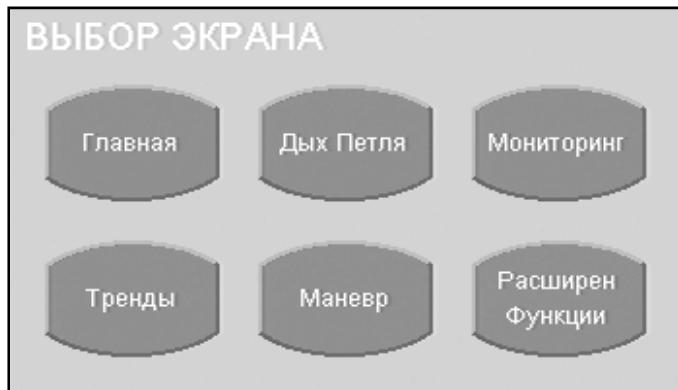 ВЫБОР ЭКРАНА
Главная
Дых Петля
Мониторинг
Тренды
Маневр
Расширен
Функции